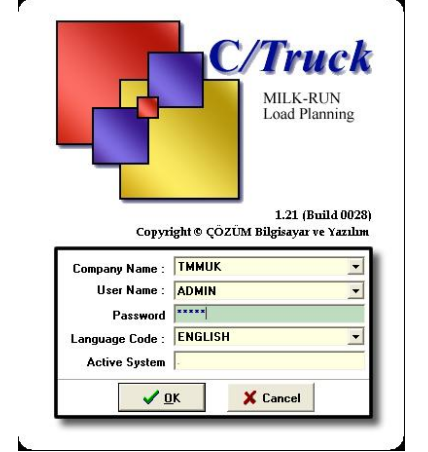 C/Truck
MILK-RUN
Load Planning
1.21 (Build 0028)
Copyright © ÇÖZÜM Bilgisayar ve Yazılım
Company Name : TMMUK
User Name : ADMIN
Password *****
Language Code : ENGLISH
Active System .
OK Cancel